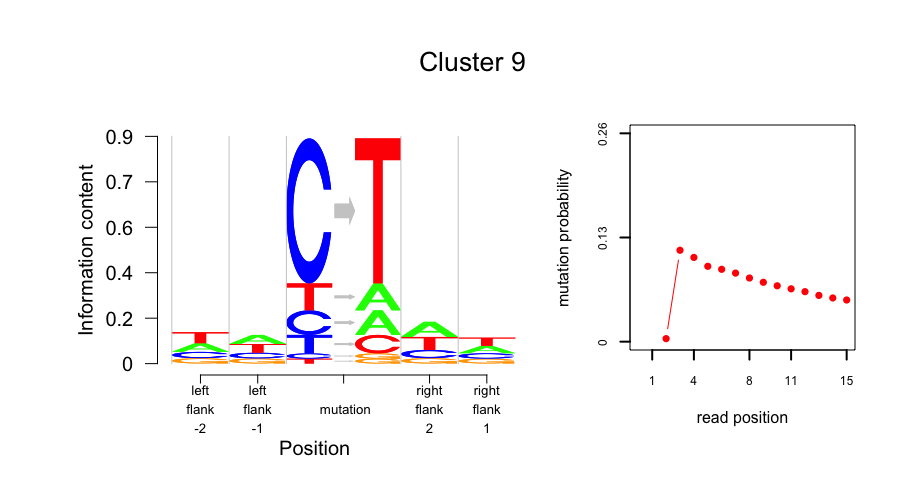 Cluster 9
Information content
0.9
0.7
0.6
0.4
0.2
0
C T
T A
C A
T C
C C
T G
T A C G
A T C G
A T C G
T A C G
left flank -2
left flank -1
mutation
right flank 2
right flank 1
Position
mutation probability
0.26
0.13
0
1 4 8 11 15
read position